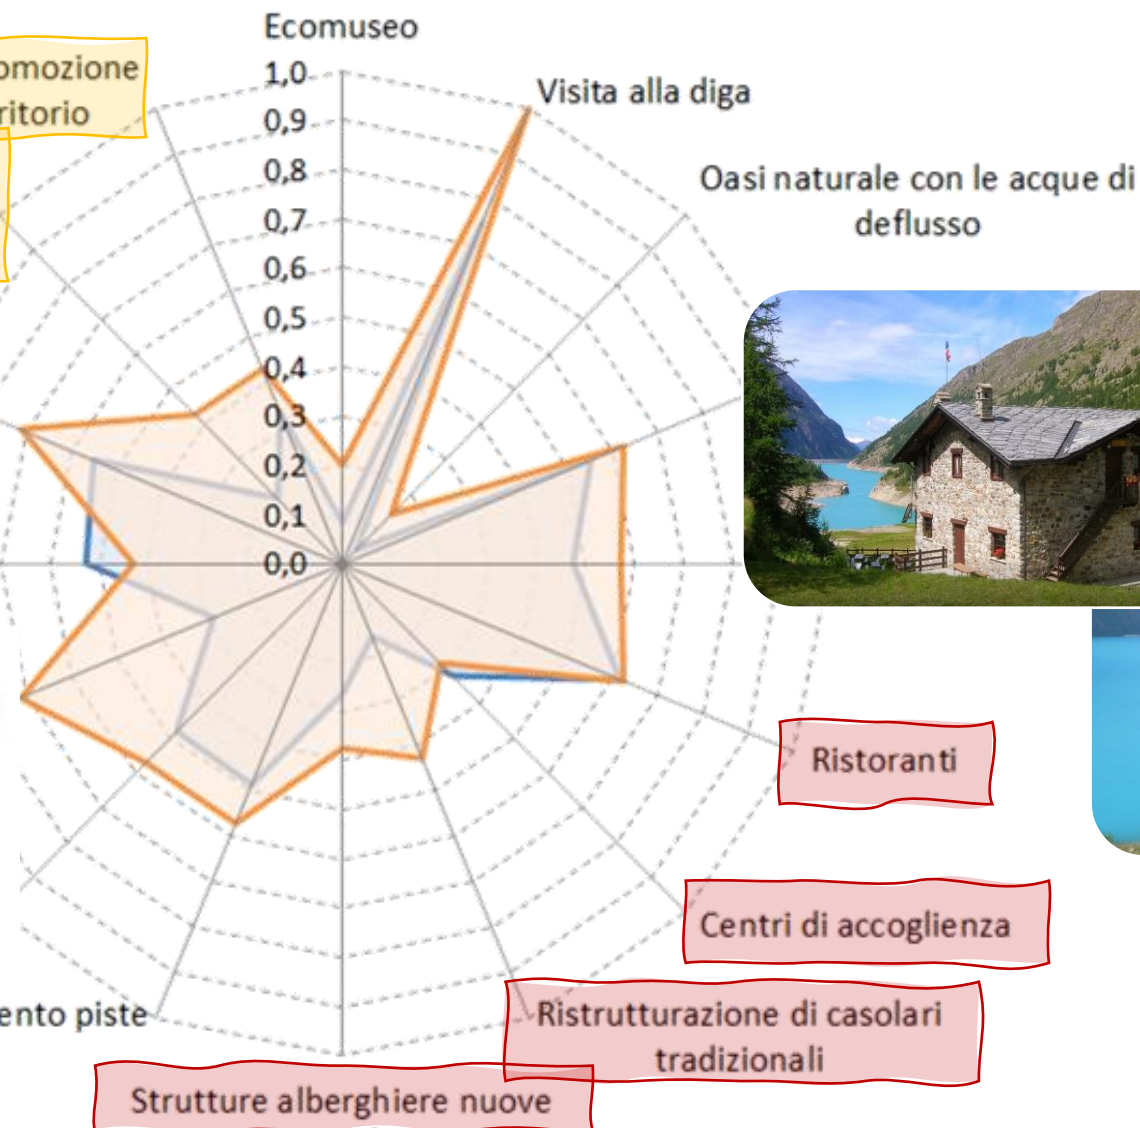 Ecomuseo
omozione
ritorio
1,0
0,9
0,8
0,7
0,6
0,5
0,4
0,3
0,2
0,1
0,0
Visita alla diga
Oasi naturale con le acque di
deflusso
Ristoranti
Centri di accoglienza
Ristrutturazione di casolari
tradizionali
ento piste
Strutture alberghiere nuove